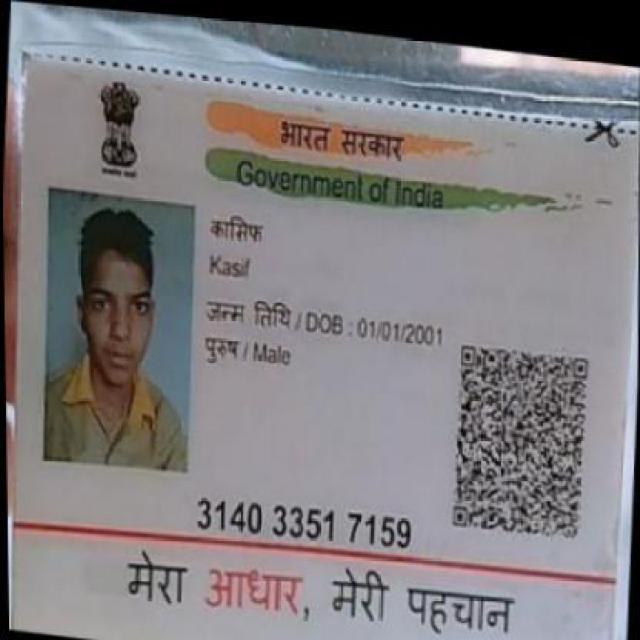 भारत सरकार
Government of India
कासिफ
Kasif
जन्म तिथि / DOB : 01/01/2001
पुरुष / Male
3140 3351 7159
मेरा आधार, मेरी पहचान